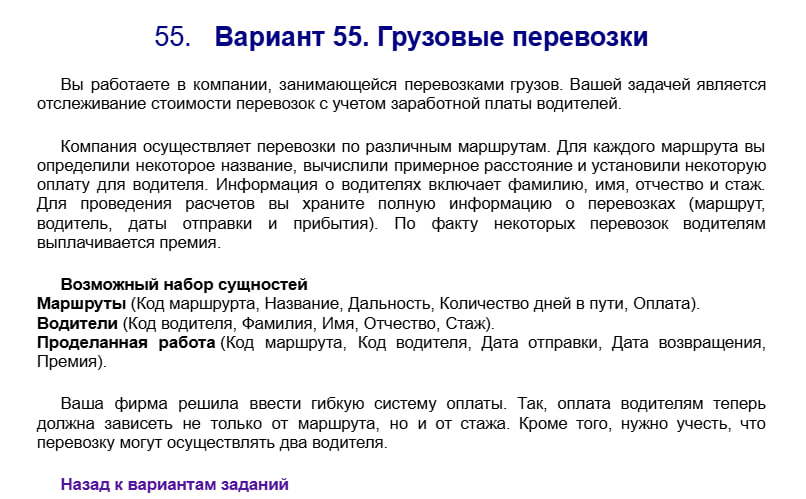 55. Вариант 55. Грузовые перевозки
Вы работаете в компании, занимающейся перевозками грузов. Вашей задачей является
отслеживание стоимости перевозок с учетом заработной платы водителей.
Компания осуществляет перевозки по различным маршрутам. Для каждого маршрута вы
определили некоторое название, вычислили примерное расстояние и установили некоторую
оплату для водителя. Информация о водителях включает фамилию, имя, отчество и стаж.
Для проведения расчетов вы храните полную информацию о перевозках (маршрут,
водитель, даты отправки и прибытия). По факту некоторых перевозок водителям
выплачивается премия.
Возможный набор сущностей
Маршруты (Код маршрурта, Название, Дальность, Количество дней в пути, Оплата).
Водители (Код водителя, Фамилия, Имя, Отчество, Стаж).
Проделанная работа (Код маршрута, Код водителя, Дата отправки, Дата возвращения,
Премия).
Ваша фирма решила ввести гибкую систему оплаты. Так, оплата водителям теперь
должна зависеть не только от маршрута, но и от стажа. Кроме того, нужно учесть, что
перевозку могут осуществлять два водителя.
Назад к вариантам заданий